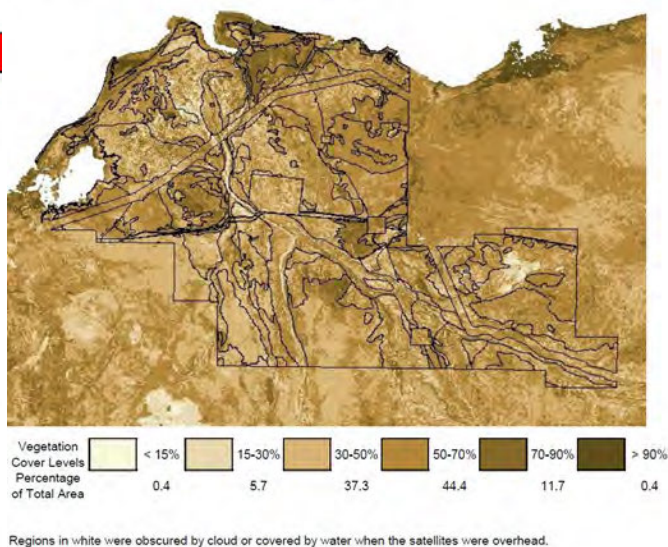 Vegetation Cover Levels < 15% 15-30% 30-50% 50-70% 70-90% > 90%
Percentage of Total Area 0.4 5.7 37.3 44.4 11.7 0.4
Regions in white were obscured by cloud or covered by water when the satellites were overhead.